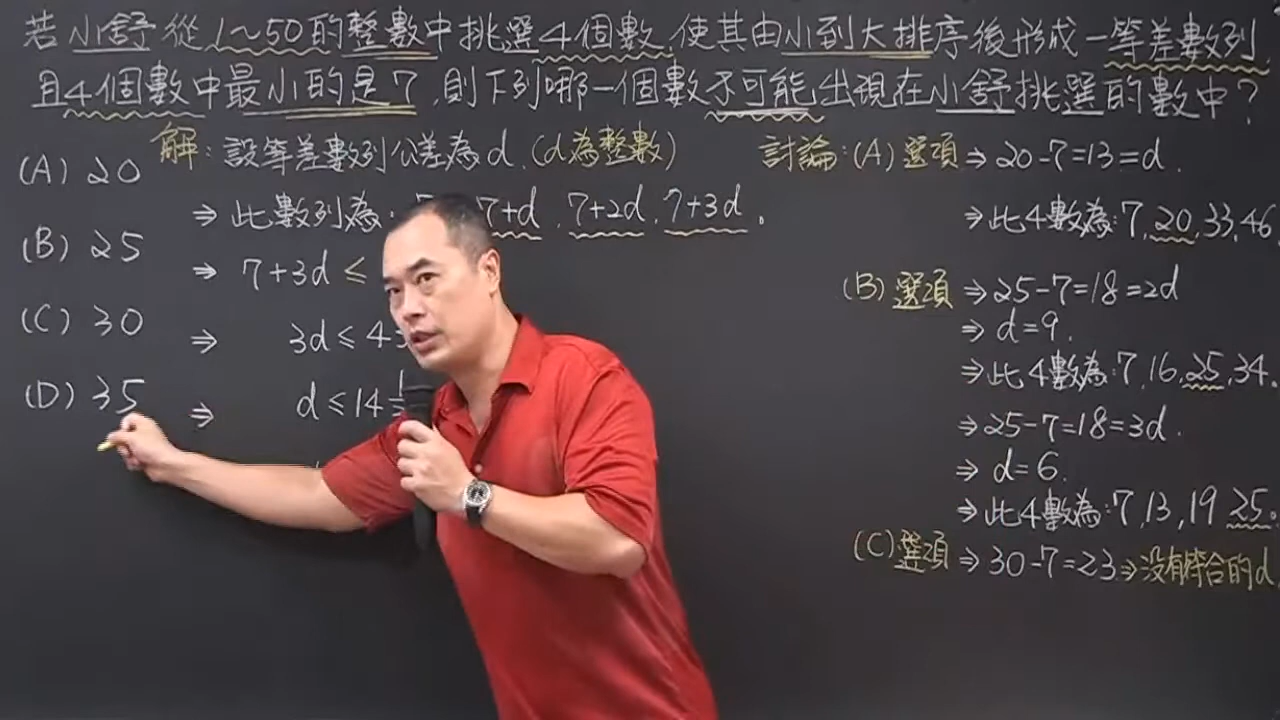 若小舒從1~50的整數中挑選4個數,使其由小到大排序後形成一等差數列,
且4個數中最小的是7,則下列哪一個數不可能出現在小舒挑選的數中?
(A) 20
(B) 25
(C) 30
(D) 35
解:設等差數列公差為d.(d為整數)
⇒此數列為: 7+d . 7+2d . 7+3d .
⇒ 7+3d ≤
⇒ 3d ≤ 4
⇒ d ≤ 14
討論:(A)選項⇒20-7=13=d.
⇒此4數為:7,20,33,46
(B)選項⇒25-7=18=2d
⇒d=9.
⇒此4數為:7,16,25,34.
⇒25-7=18=3d.
⇒ d=6.
⇒此4數為:7,13,19 25.
(C)選項⇒30-7=23⇒沒有符合的d